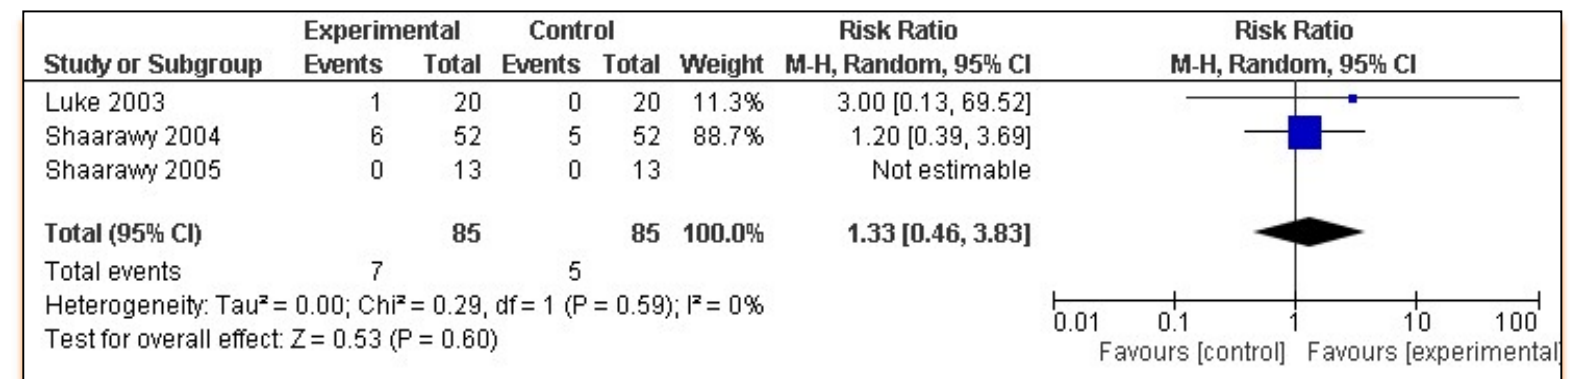 Experimental Control Risk Ratio Risk Ratio
Study or Subgroup Events Total Events Total Weight M-H, Random, 95% CI M-H, Random, 95% CI
Luke 2003 1 20 0 20 11.3% 3.00 [0.13, 69.52]
Shaarawy 2004 6 52 5 52 88.7% 1.20 [0.39, 3.69]
Shaarawy 2005 0 13 0 13 Not estimable
Total (95% CI) 85 85 100.0% 1.33 [0.46, 3.83]
Total events 7 5
Heterogeneity: Tau² = 0.00; Chi² = 0.29, df = 1 (P = 0.59); I² = 0%
Test for overall effect: Z = 0.53 (P = 0.60)
0.01 0.1 1 10 100
Favours [control] Favours [experimental]